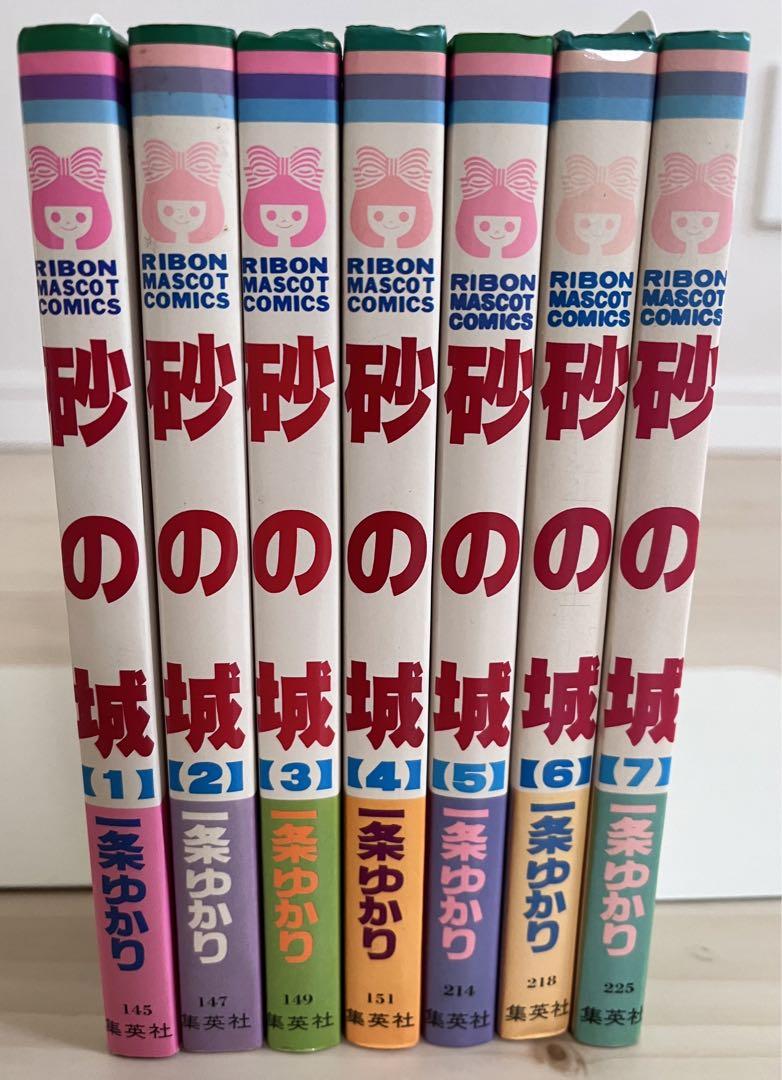 RIBON
MASCOT
COMICS
砂の城
【1】
一条ゆかり
145
集英社
RIBON
MASCOT
COMICS
砂の城
【2】
一条ゆかり
147
集英社
RIBON
MASCOT
COMICS
砂の城
【3】
一条ゆかり
149
集英社
RIBON
MASCOT
COMICS
砂の城
【4】
一条ゆかり
151
集英社
RIBON
MASCOT
COMICS
砂の城
【5】
一条ゆかり
214
集英社
RIBON
MASCOT
COMICS
砂の城
【6】
一条ゆかり
218
集英社
RIBON
MASCOT
COMICS
砂の城
【7】
一条ゆかり
225
集英社